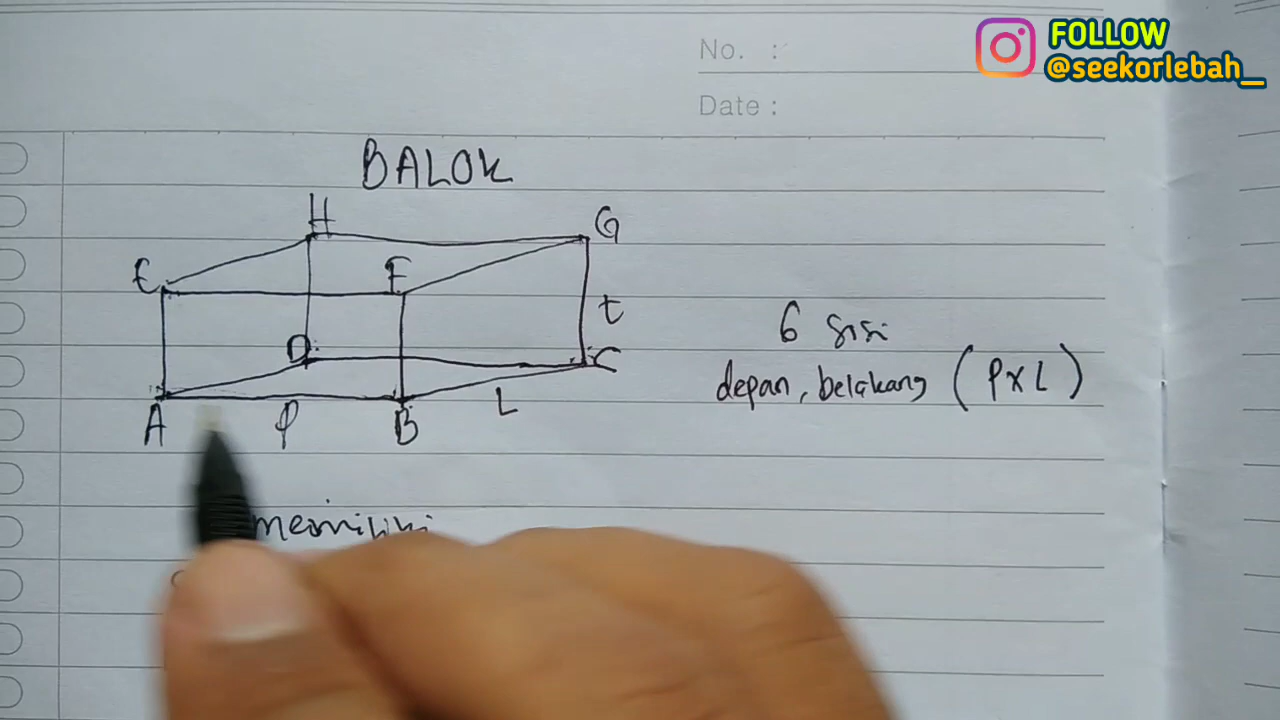 FOLLOW
@seekorlebah_
No. :
Date :
BALOK
H
G
E
F
t
D
C
A
P
B
L
6 sisi
depan, belakang (P x L)
memiliki